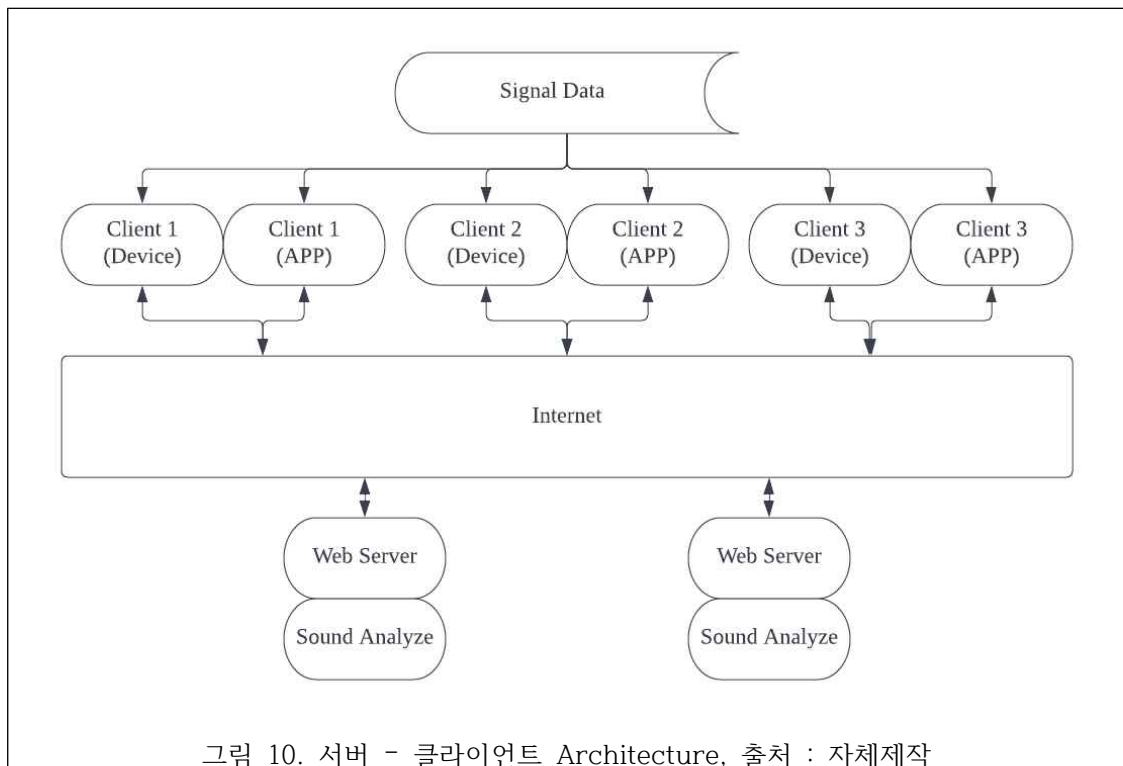 Signal Data
Client 1
(Device)
Client 1
(APP)
Client 2
(Device)
Client 2
(APP)
Client 3
(Device)
Client 3
(APP)
Internet
Web Server
Web Server
Sound Analyze
Sound Analyze
그림 10. 서버 - 클라이언트 Architecture, 출처 : 자체제작